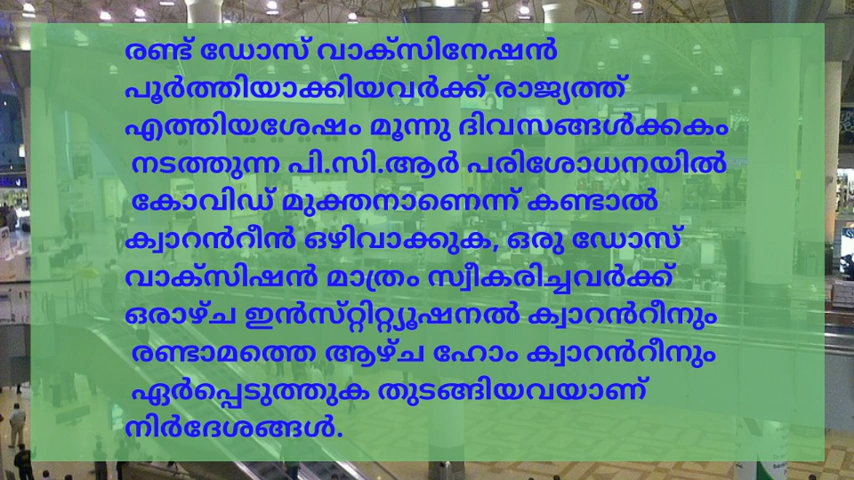 രണ്ട് ഡോസ് വാക്സിനേഷൻ
പൂർത്തിയാക്കിയവർക്ക് രാജ്യത്ത്
എത്തിയശേഷം മൂന്നു ദിവസങ്ങൾക്കകം
നടത്തുന്ന പി.സി.ആർ പരിശോധനയിൽ
കോവിഡ് മുക്തനാണെന്ന് കണ്ടാൽ
ക്വാറൻറീൻ ഒഴിവാക്കുക, ഒരു ഡോസ്
വാക്സിഷൻ മാത്രം സ്വീകരിച്ചവർക്ക്
ഒരാഴ്ച ഇൻസ്റ്റിറ്റ്യൂഷനൽ ക്വാറൻറീനും
രണ്ടാമത്തെ ആഴ്ച ഹോം ക്വാറൻറീനും
ഏർപ്പെടുത്തുക തുടങ്ങിയവയാണ്
നിർദേശങ്ങൾ.